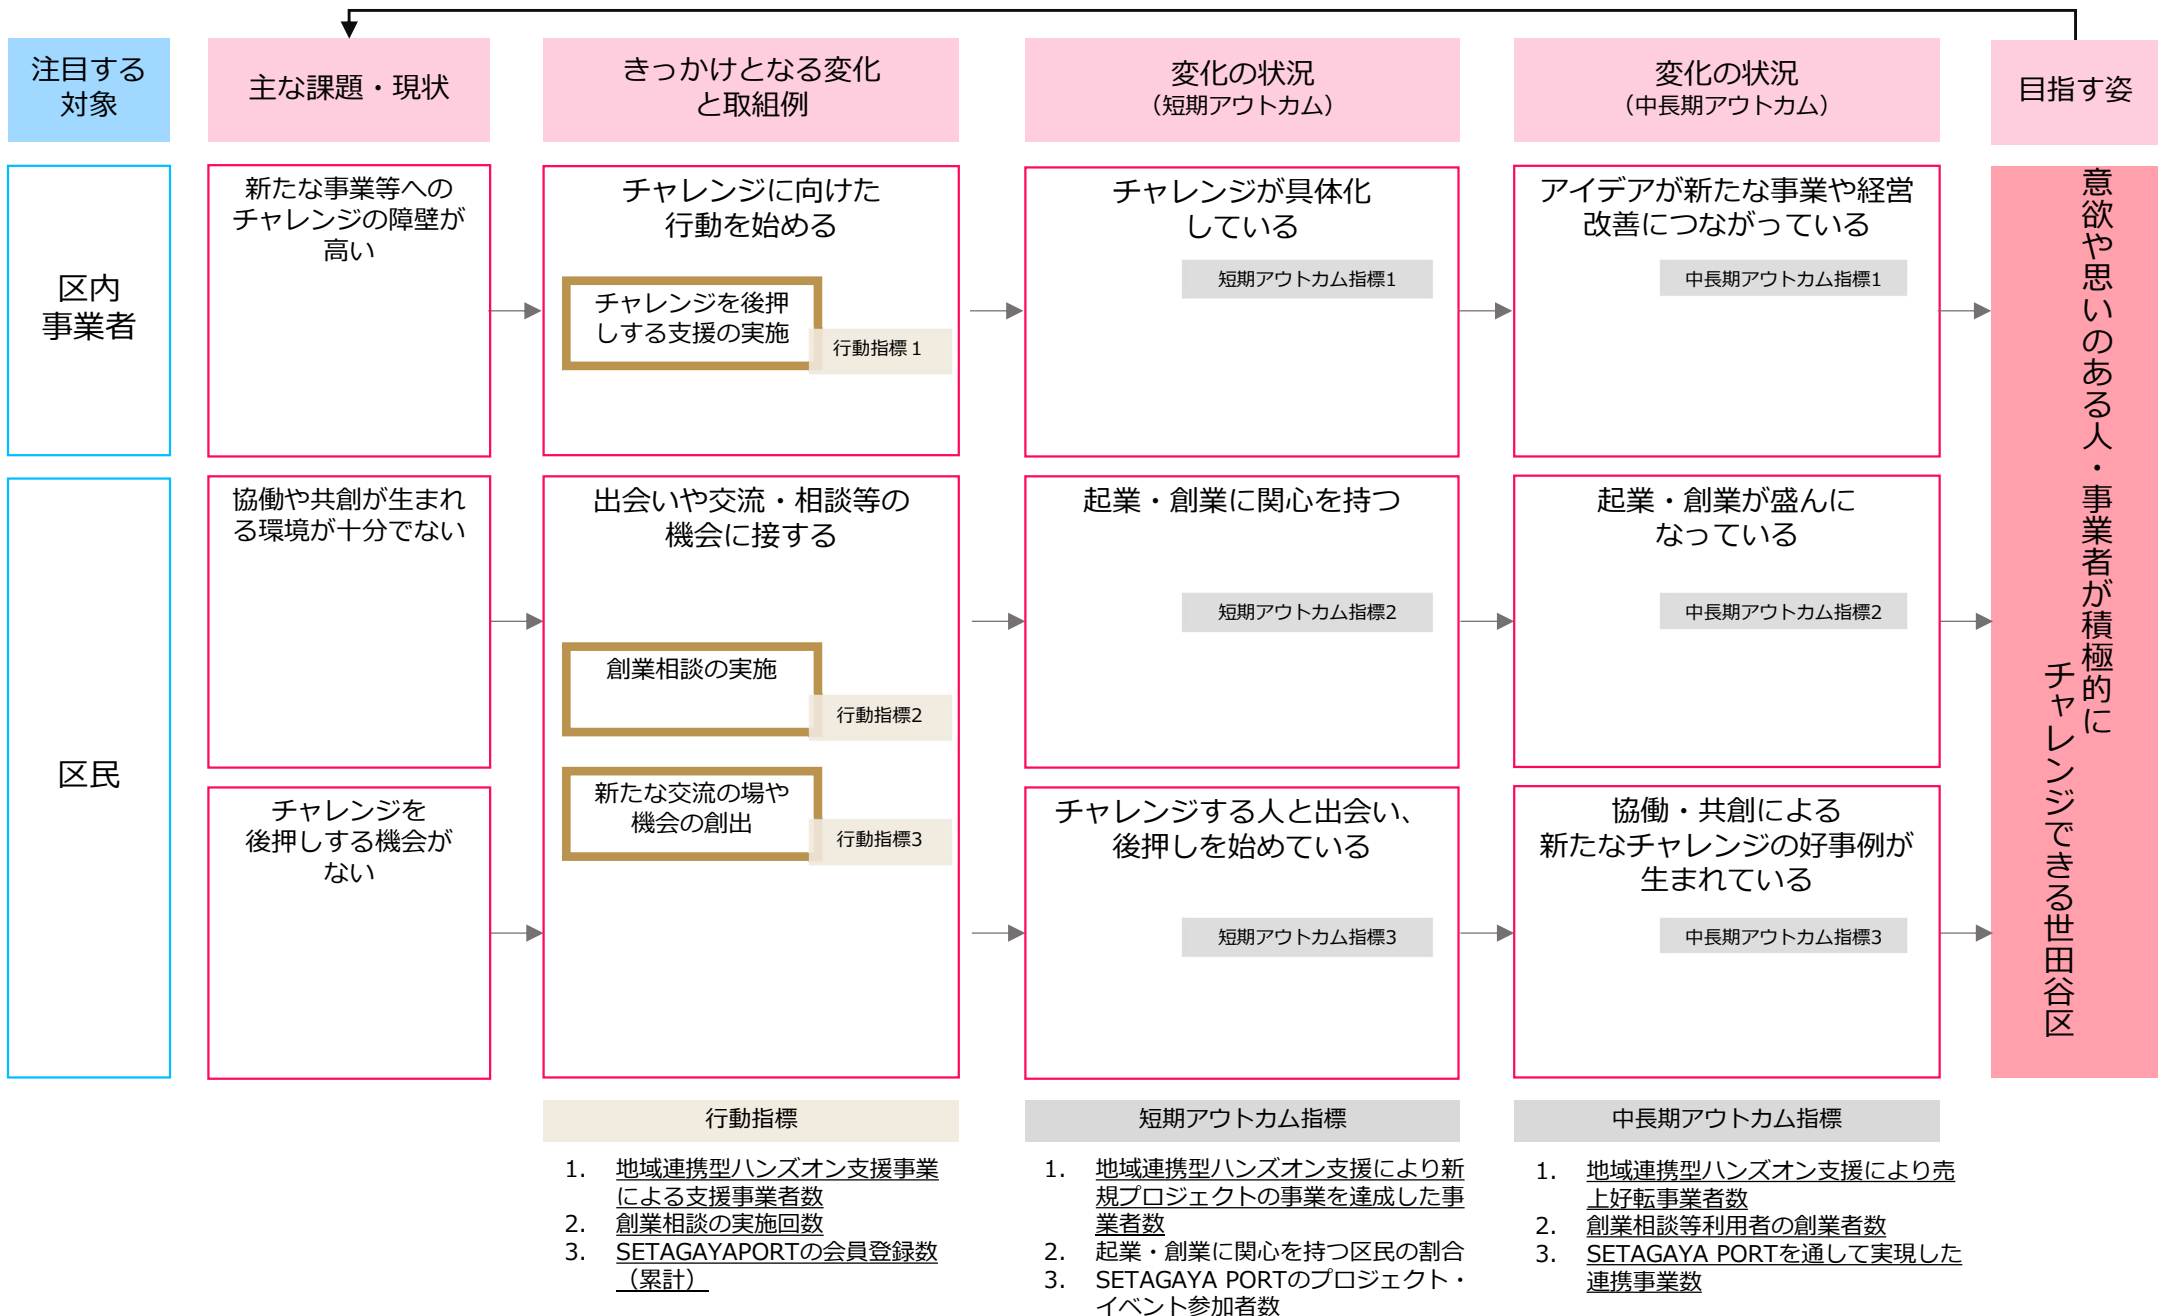 注目する
対象
主な課題・現状
きっかけとなる変化
と取組例
変化の状況
（短期アウトカム）
変化の状況
（中長期アウトカム）
目指す姿
区内
事業者
新たな事業等への
チャレンジの障壁が
高い
チャレンジに向けた
行動を始める
チャレンジを後押
しする支援の実施
行動指標１
チャレンジが具体化
している
短期アウトカム指標1
アイデアが新たな事業や経営
改善につながっている
中長期アウトカム指標1
区民
協働や共創が生まれ
る環境が十分でない
出会いや交流・相談等の
機会に接する
創業相談の実施
行動指標2
新たな交流の場や
機会の創出
行動指標3
起業・創業に関心を持つ
短期アウトカム指標2
起業・創業が盛んに
なっている
中長期アウトカム指標2
チャレンジを
後押しする機会が
ない
チャレンジする人と出会い、
後押しを始めている
短期アウトカム指標3
協働・共創による
新たなチャレンジの好事例が
生まれている
中長期アウトカム指標3
意欲や思いのある人・事業者が積極的に
チャレンジできる世田谷区
行動指標
1. 地域連携型ハンズオン支援事業
による支援事業者数
2. 創業相談の実施回数
3. SETAGAYAPORTの会員登録数
（累計）
短期アウトカム指標
1. 地域連携型ハンズオン支援により新
規プロジェクトの事業を達成した事
業者数
2. 起業・創業に関心を持つ区民の割合
3. SETAGAYA PORTのプロジェクト・
イベント参加者数
中長期アウトカム指標
1. 地域連携型ハンズオン支援により売
上好転事業者数
2. 創業相談等利用者の創業者数
3. SETAGAYA PORTを通して実現した
連携事業数